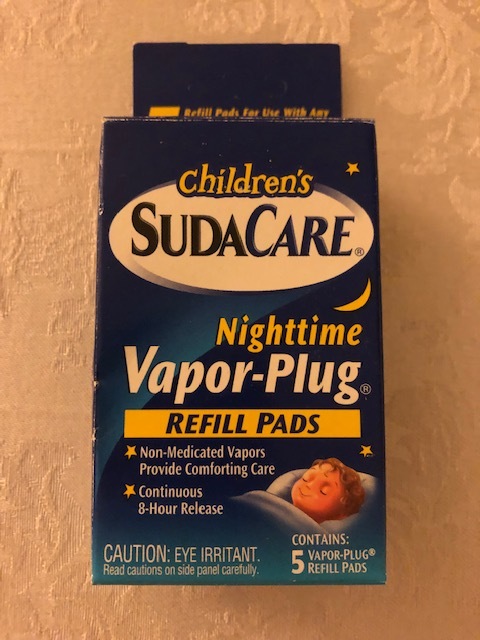 Refill Pads For Use With Any
Children's
SUDACARE®
Nighttime
Vapor-Plug®
REFILL PADS
Non-Medicated Vapors
Provide Comforting Care
Continuous
8-Hour Release
CAUTION: EYE IRRITANT.
Read cautions on side panel carefully.
CONTAINS:
5 VAPOR-PLUG®
REFILL PADS